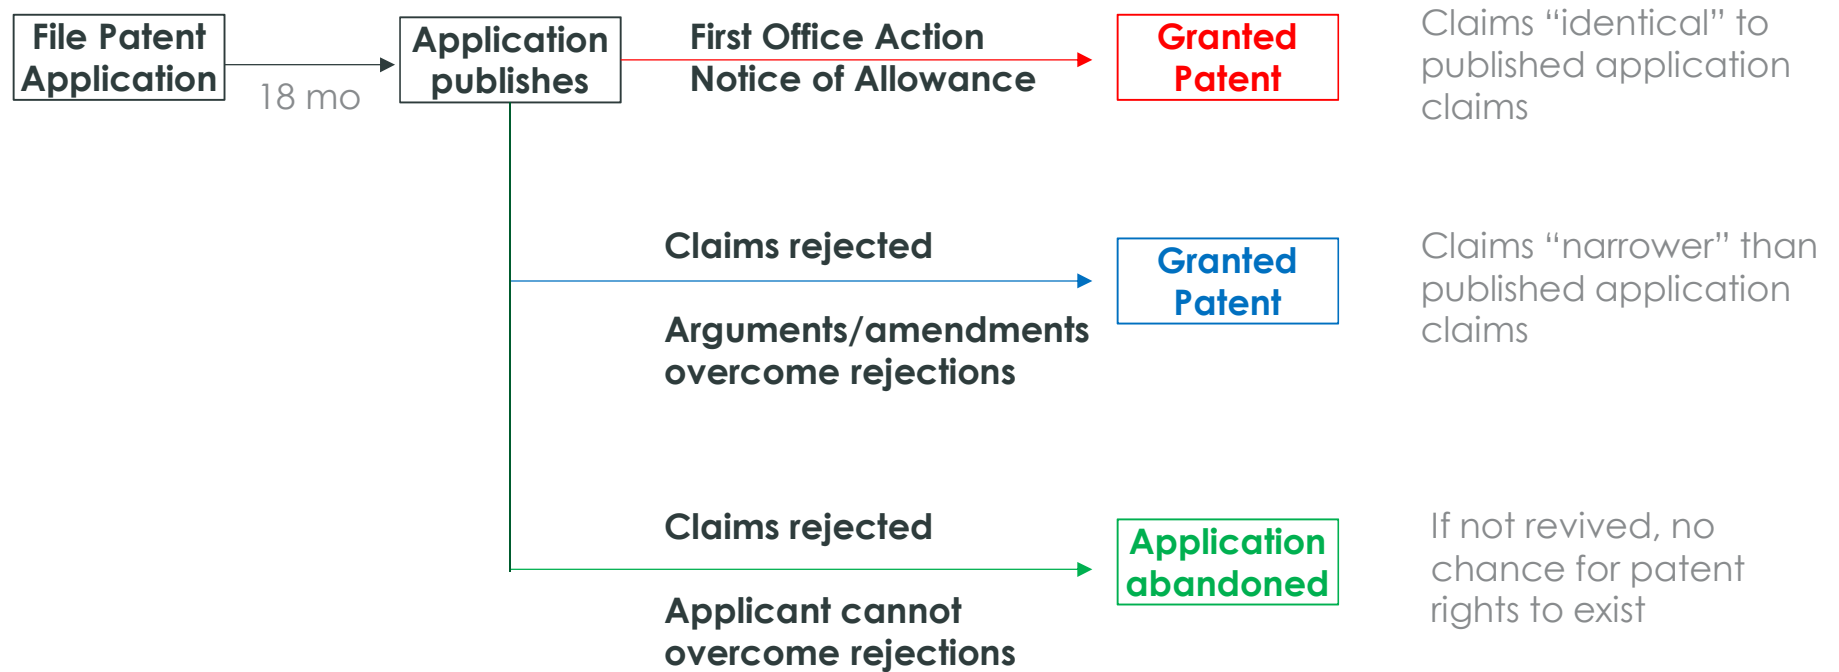 File Patent
Application
18 mo
Application
publishes
First Office Action
Notice of Allowance
Granted
Patent
Claims “identical” to
published application
claims
Claims rejected
Arguments/amendments
overcome rejections
Granted
Patent
Claims “narrower” than
published application
claims
Claims rejected
Applicant cannot
overcome rejections
Application
abandoned
If not revived, no
chance for patent
rights to exist